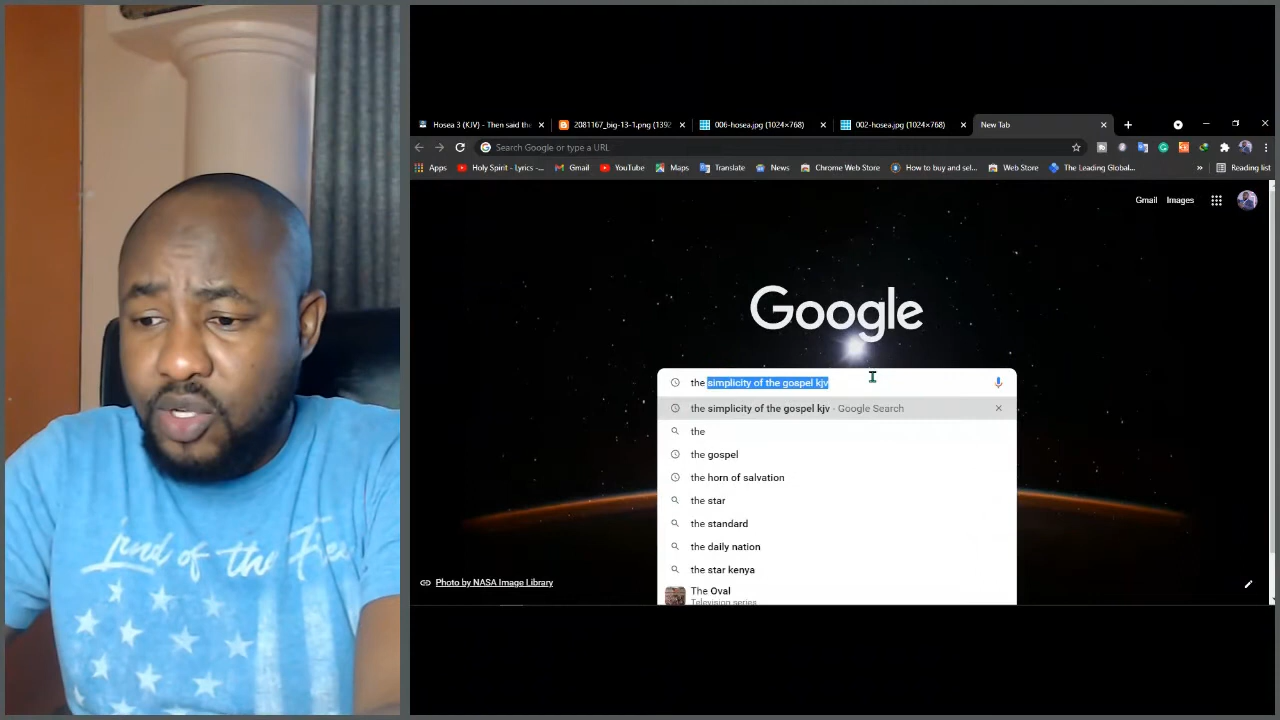 Land of the Free
Hosea 3 (KJV) - Then said the
2081167_big-13-1.png (1392
006-hosea.jpg (1024×768)
002-hosea.jpg (1024×768)
New Tab
Search Google or type a URL
Apps
Holy Spirit - Lyrics -...
Gmail
YouTube
Maps
Translate
News
Chrome Web Store
How to buy and sel...
Web Store
The Leading Global...
»
Reading list
Gmail Images
Google
the simplicity of the gospel kjv
the simplicity of the gospel kjv - Google Search
the
the gospel
the horn of salvation
the star
the standard
the daily nation
the star kenya
The Oval
Television series
Photo by NASA Image Library